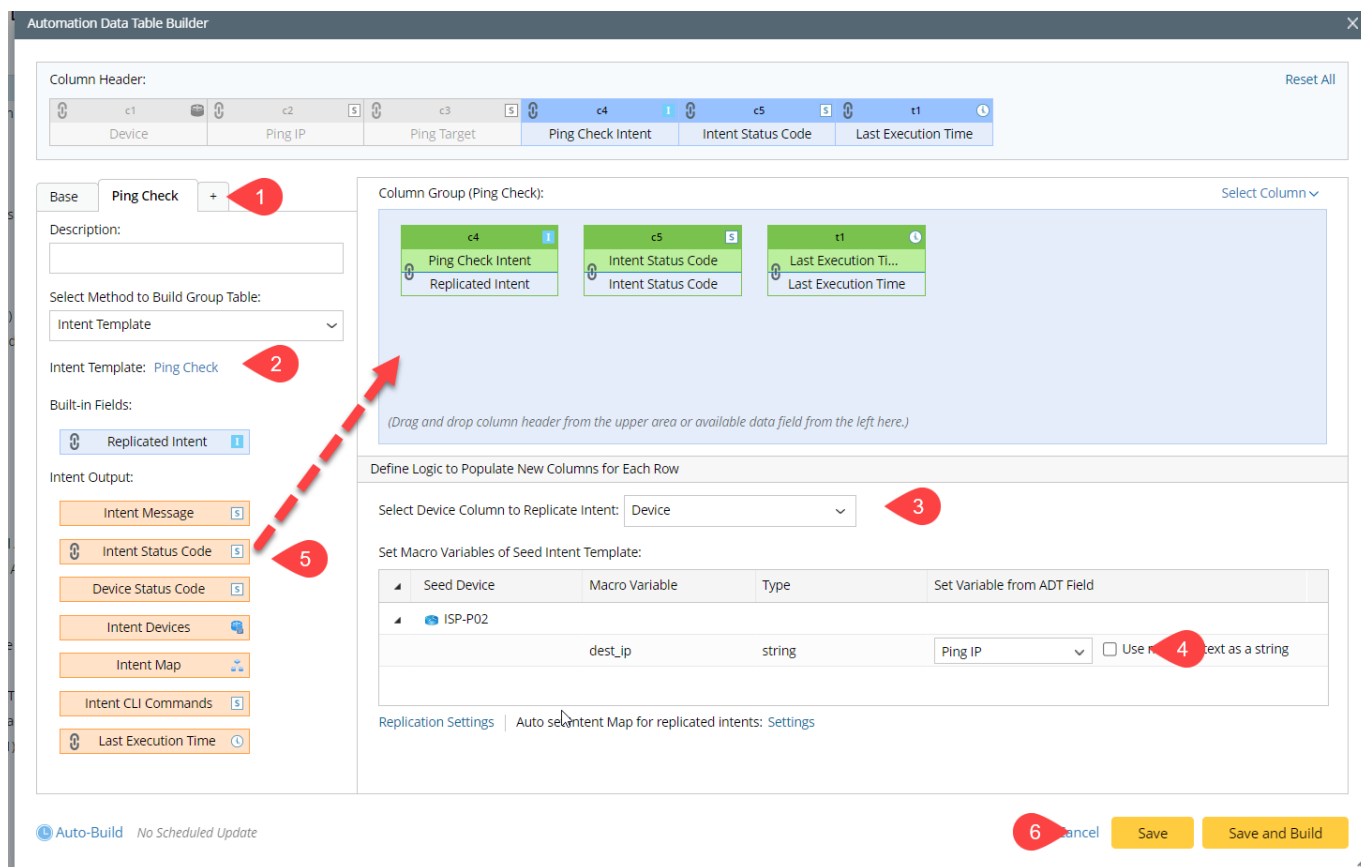 Automation Data Table Builder
Column Header:
Reset All
c1 S c2 S c3 S c4 I c5 S t1
Device Ping IP Ping Target Ping Check Intent Intent Status Code Last Execution Time
Base Ping Check + 1
Description:
Select Method to Build Group Table:
Intent Template
Intent Template: Ping Check 2
Built-in Fields:
Replicated Intent I
Intent Output:
Intent Message S
Intent Status Code S 5
Device Status Code S
Intent Devices
Intent Map
Intent CLI Commands S
Last Execution Time
Column Group (Ping Check):
Select Column
c4 I c5 S t1
Ping Check Intent Intent Status Code Last Execution Ti...
Replicated Intent Intent Status Code Last Execution Time
(Drag and drop column header from the upper area or available data field from the left here.)
Define Logic to Populate New Columns for Each Row
Select Device Column to Replicate Intent: Device 3
Set Macro Variables of Seed Intent Template:
Seed Device Macro Variable Type Set Variable from ADT Field
ISP-P02
dest_ip string Ping IP Use 4 text as a string
Replication Settings | Auto set Intent Map for replicated intents: Settings
Auto-Build No Scheduled Update
6 Cancel Save Save and Build